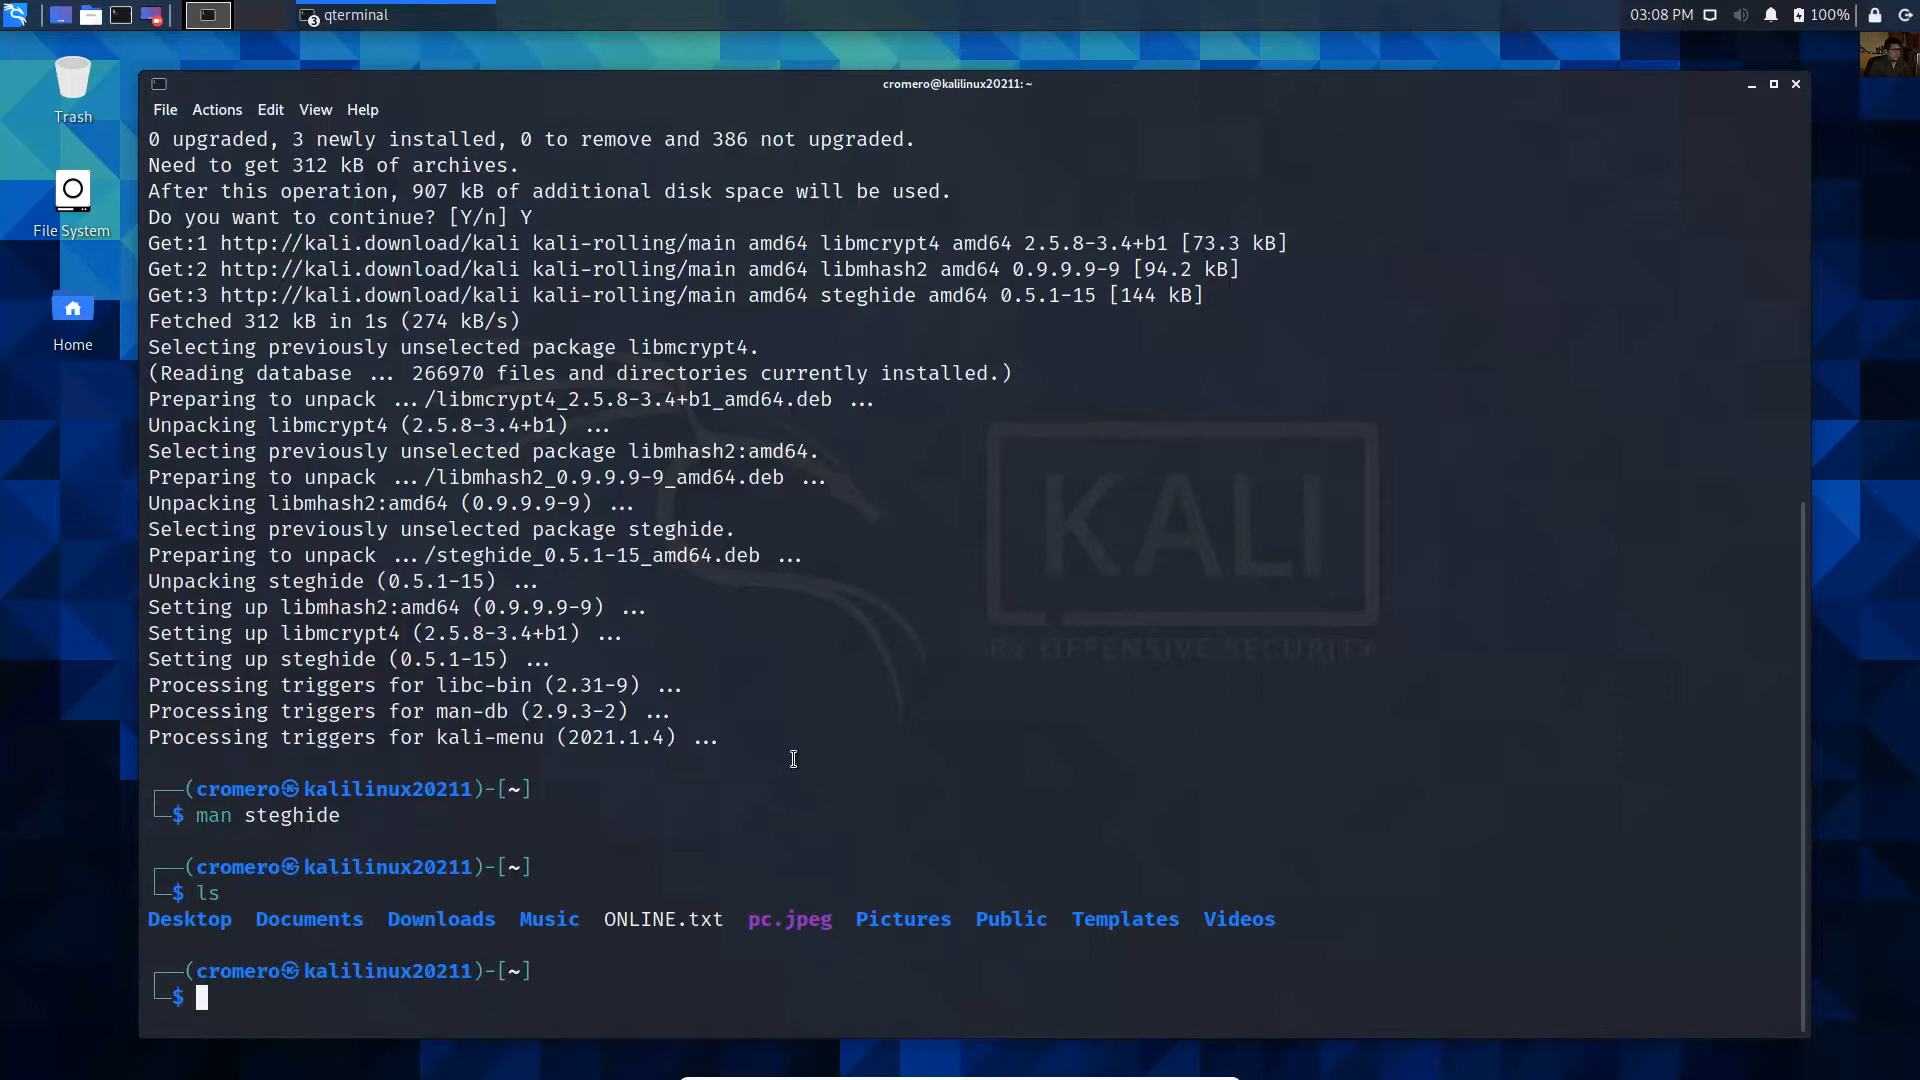 qterminal
3
03:08 PM
100%
Trash
File System
Home
cromero@kalilinux20211: ~
File Actions Edit View Help
0 upgraded, 3 newly installed, 0 to remove and 386 not upgraded.
Need to get 312 kB of archives.
After this operation, 907 kB of additional disk space will be used.
Do you want to continue? [Y/n] Y
Get:1 http://kali.download/kali kali-rolling/main amd64 libmcrypt4 amd64 2.5.8-3.4+b1 [73.3 kB]
Get:2 http://kali.download/kali kali-rolling/main amd64 libmhash2 amd64 0.9.9.9-9 [94.2 kB]
Get:3 http://kali.download/kali kali-rolling/main amd64 steghide amd64 0.5.1-15 [144 kB]
Fetched 312 kB in 1s (274 kB/s)
Selecting previously unselected package libmcrypt4.
(Reading database ... 266970 files and directories currently installed.)
Preparing to unpack .../libmcrypt4_2.5.8-3.4+b1_amd64.deb ...
Unpacking libmcrypt4 (2.5.8-3.4+b1) ...
Selecting previously unselected package libmhash2:amd64.
Preparing to unpack .../libmhash2_0.9.9.9-9_amd64.deb ...
Unpacking libmhash2:amd64 (0.9.9.9-9) ...
Selecting previously unselected package steghide.
Preparing to unpack .../steghide_0.5.1-15_amd64.deb ...
Unpacking steghide (0.5.1-15) ...
Setting up libmhash2:amd64 (0.9.9.9-9) ...
Setting up libmcrypt4 (2.5.8-3.4+b1) ...
Setting up steghide (0.5.1-15) ...
Processing triggers for libc-bin (2.31-9) ...
Processing triggers for man-db (2.9.3-2) ...
Processing triggers for kali-menu (2021.1.4) ...
┌──(cromero㉿kalilinux20211)-[~]
└─$ man steghide
┌──(cromero㉿kalilinux20211)-[~]
└─$ ls
Desktop Documents Downloads Music ONLINE.txt pc.jpeg Pictures Public Templates Videos
┌──(cromero㉿kalilinux20211)-[~]
└─$
KALI
BY OFFENSIVE SECURITY